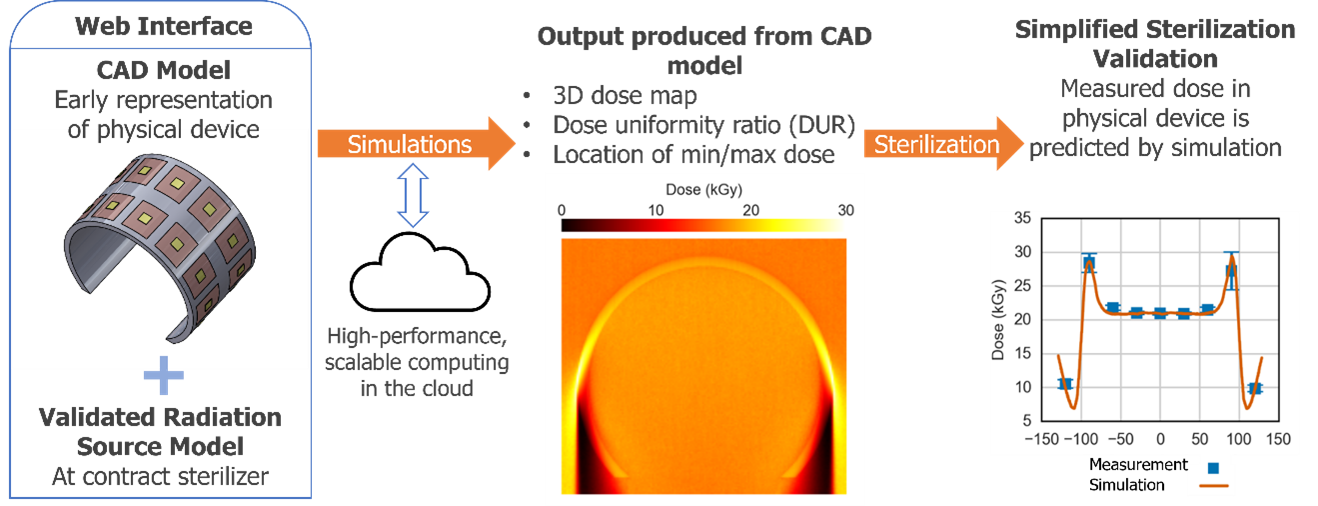 Web Interface
CAD Model
Early representation
of physical device
Validated Radiation
Source Model
At contract sterilizer
Simulations
High-performance,
scalable computing
in the cloud
Output produced from CAD
model
• 3D dose map
• Dose uniformity ratio (DUR)
• Location of min/max dose
Dose (kGy)
0 10 20 30
Sterilization
Simplified Sterilization
Validation
Measured dose in
physical device is
predicted by simulation
Dose (kGy)
35
30
25
20
15
10
5
−150 −100 −50 0 50 100 150
Measurement
Simulation